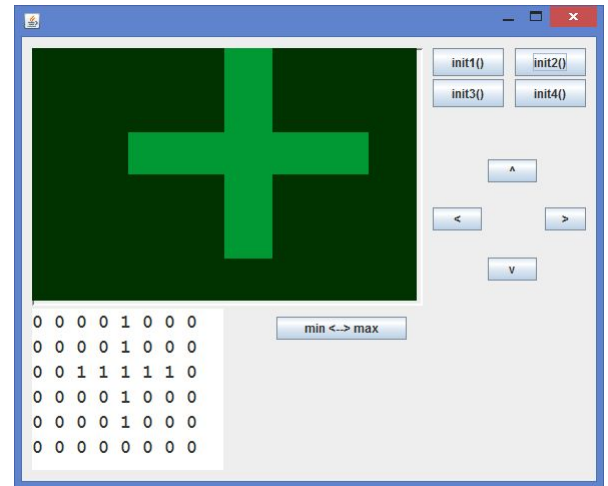 init1() init2()
init3() init4()
^
< >
v
min <--> max
0 0 0 0 1 0 0 0
0 0 0 0 1 0 0 0
0 0 1 1 1 1 1 0
0 0 0 0 1 0 0 0
0 0 0 0 1 0 0 0
0 0 0 0 0 0 0 0